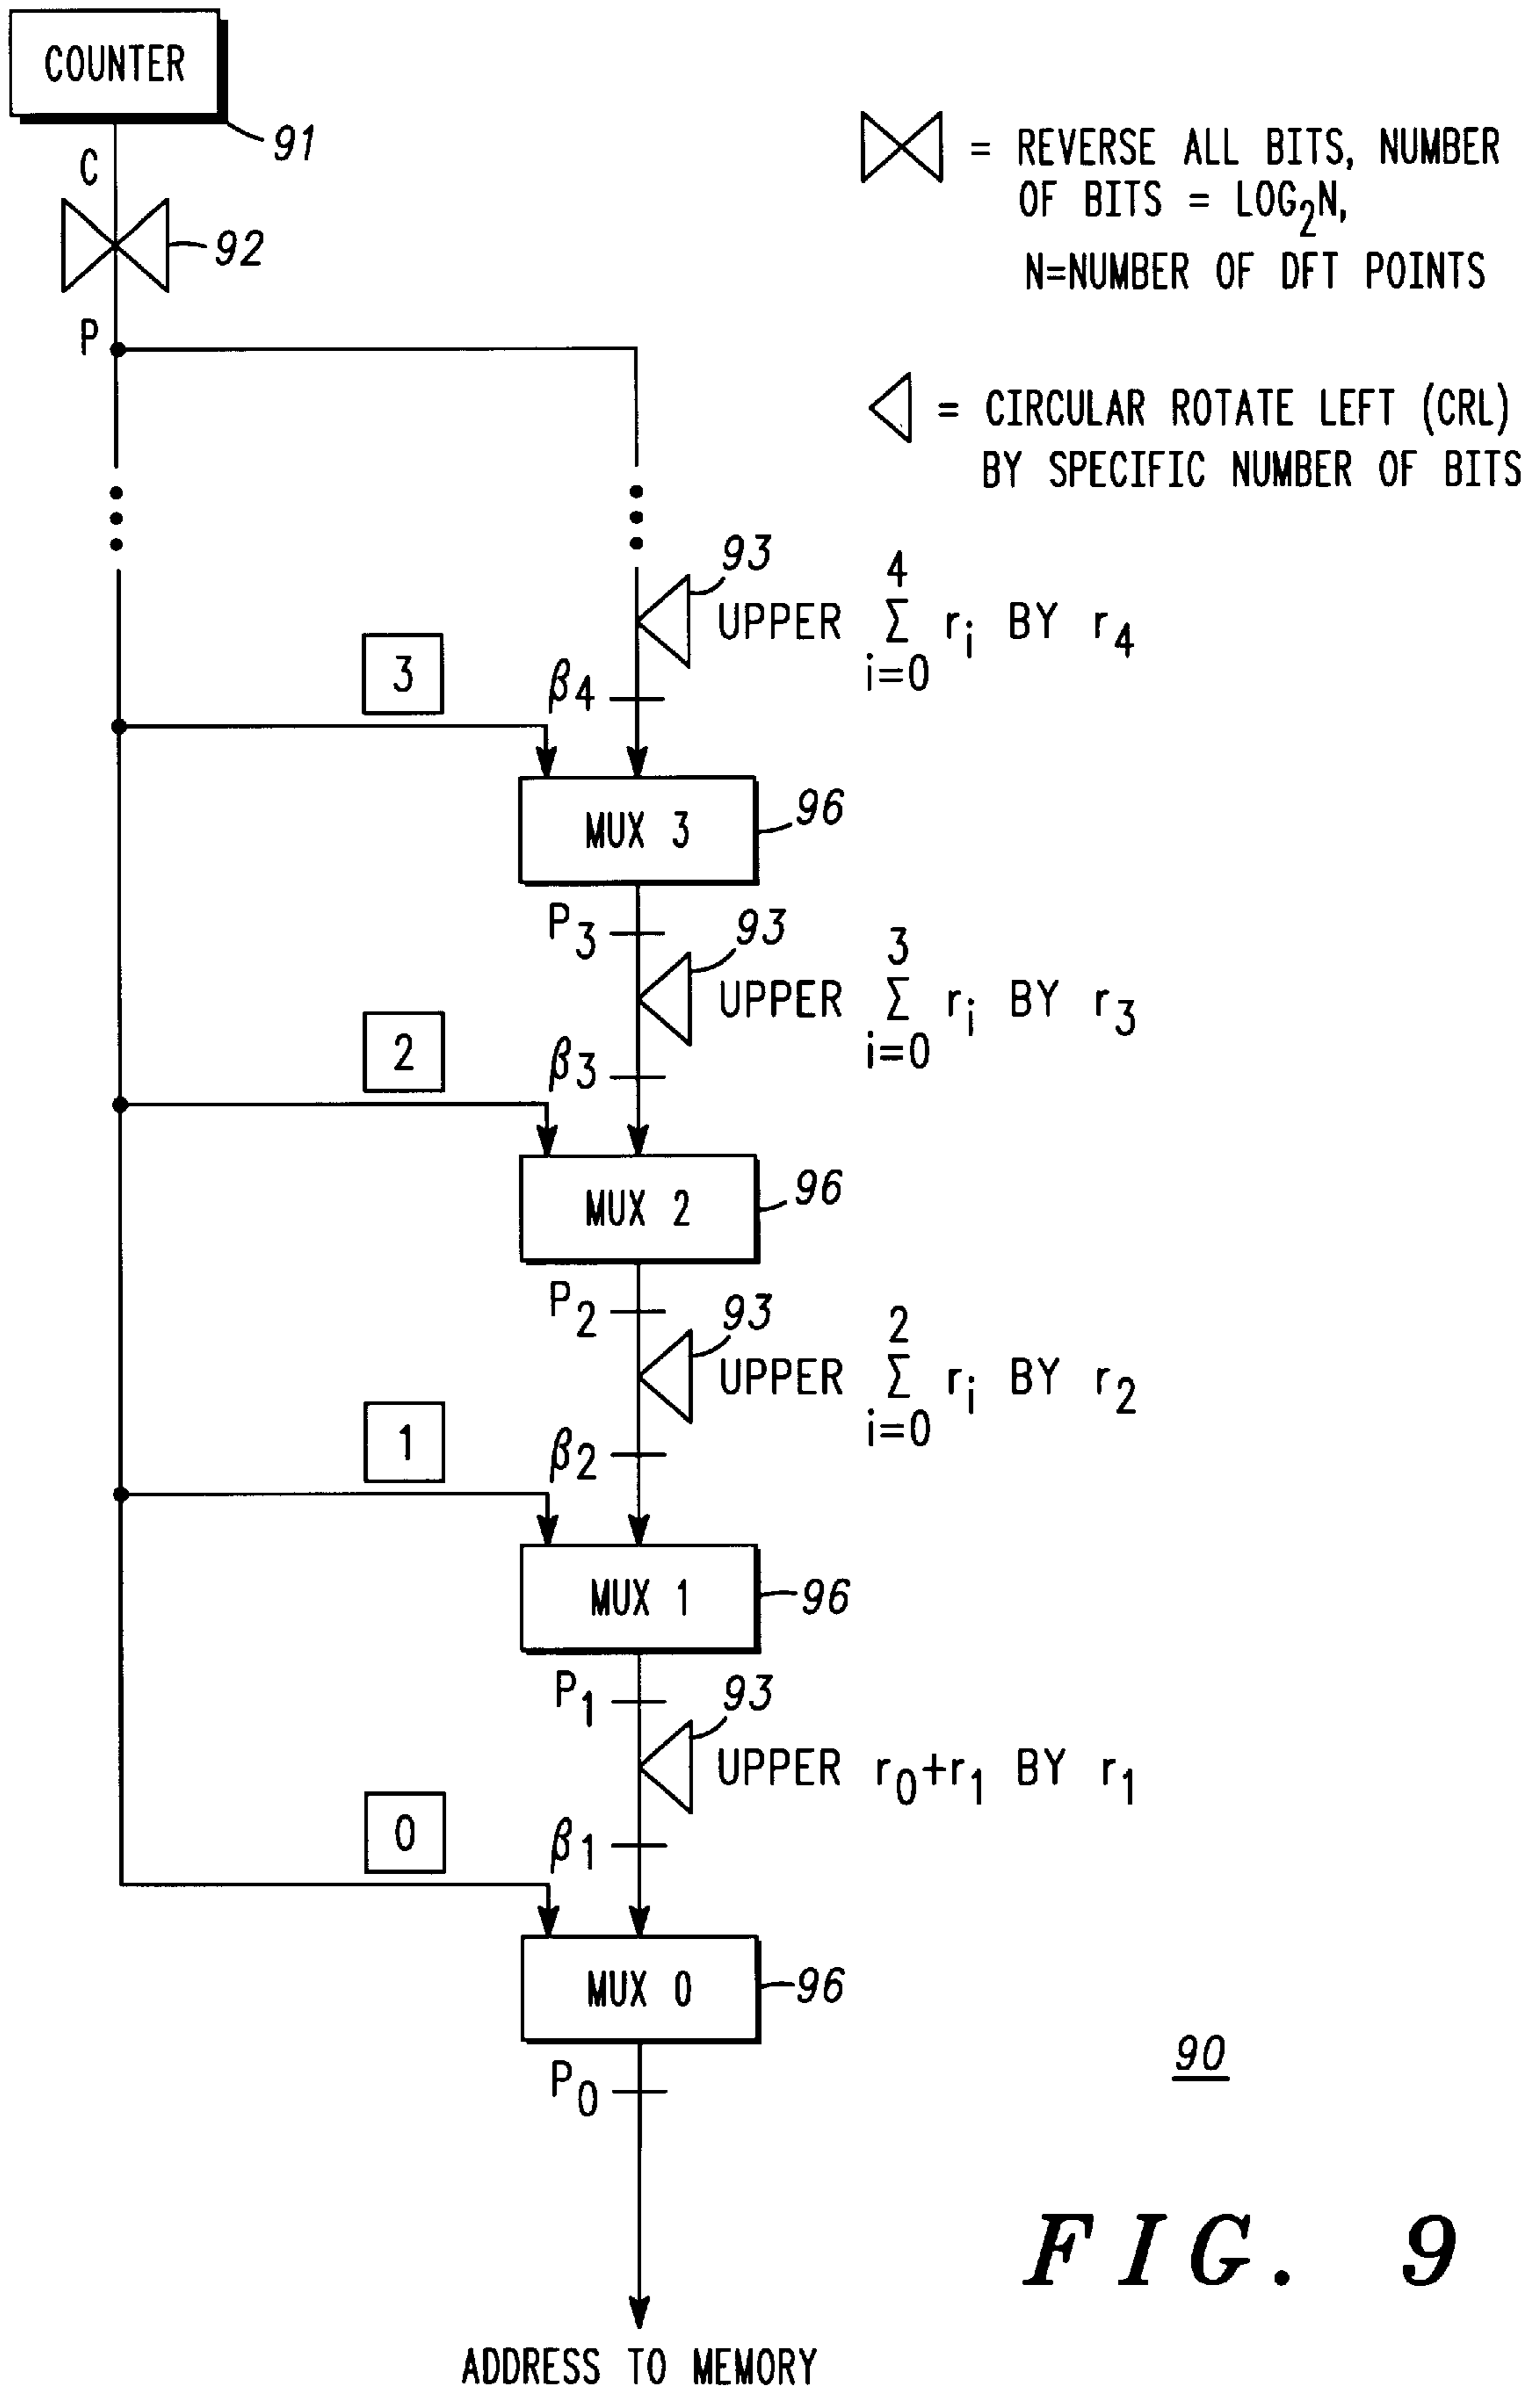 COUNTER
91
C
92
P
= REVERSE ALL BITS, NUMBER
OF BITS = LOG₂N,
N=NUMBER OF DFT POINTS
= CIRCULAR ROTATE LEFT (CRL)
BY SPECIFIC NUMBER OF BITS
93
4
UPPER Σ rᵢ BY r₄
i=0
3
β₄
MUX 3
96
P₃
93
3
UPPER Σ rᵢ BY r₃
i=0
2
β₃
MUX 2
96
P₂
93
2
UPPER Σ rᵢ BY r₂
i=0
1
β₂
MUX 1
96
P₁
93
UPPER r₀+r₁ BY r₁
0
β₁
MUX 0
96
P₀
90
ADDRESS TO MEMORY
FIG. 9